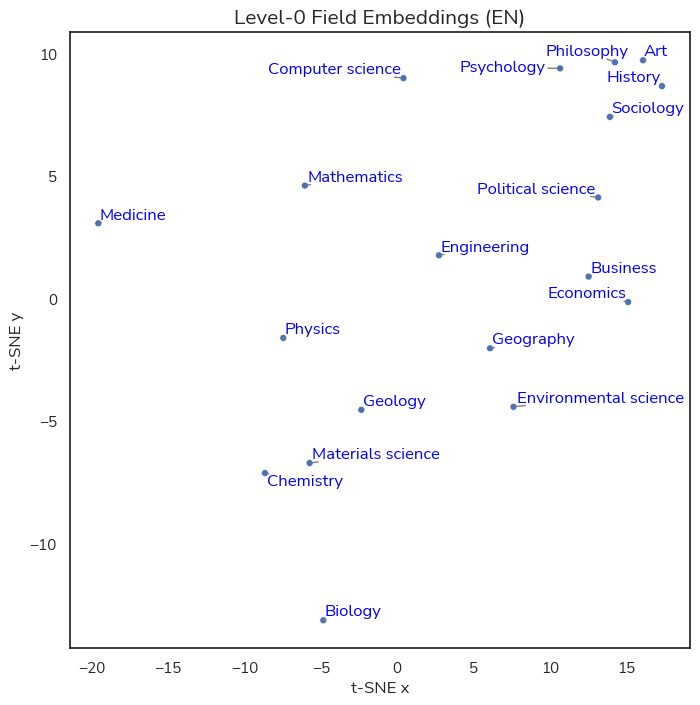 Level-0 Field Embeddings (EN)
10
Philosophy
Art
Computer science
Psychology
History
Sociology
5
Mathematics
Political science
Medicine
Engineering
Business
0
Economics
Physics
Geography
t-SNE y
Geology
Environmental science
−5
Materials science
Chemistry
−10
Biology
−20
−15
−10
−5
0
5
10
15
t-SNE x